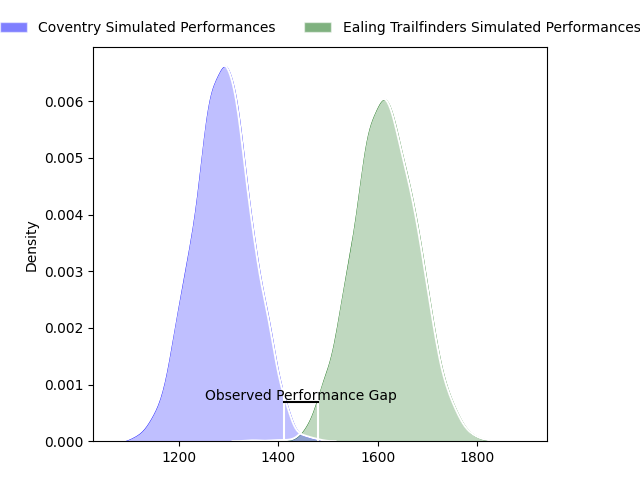 Coventry Simulated Performances
Ealing Trailfinders Simulated Performances
Density
0.006
0.005
0.004
0.003
0.002
0.001
0.000
Observed Performance Gap
1200
1400
1600
1800